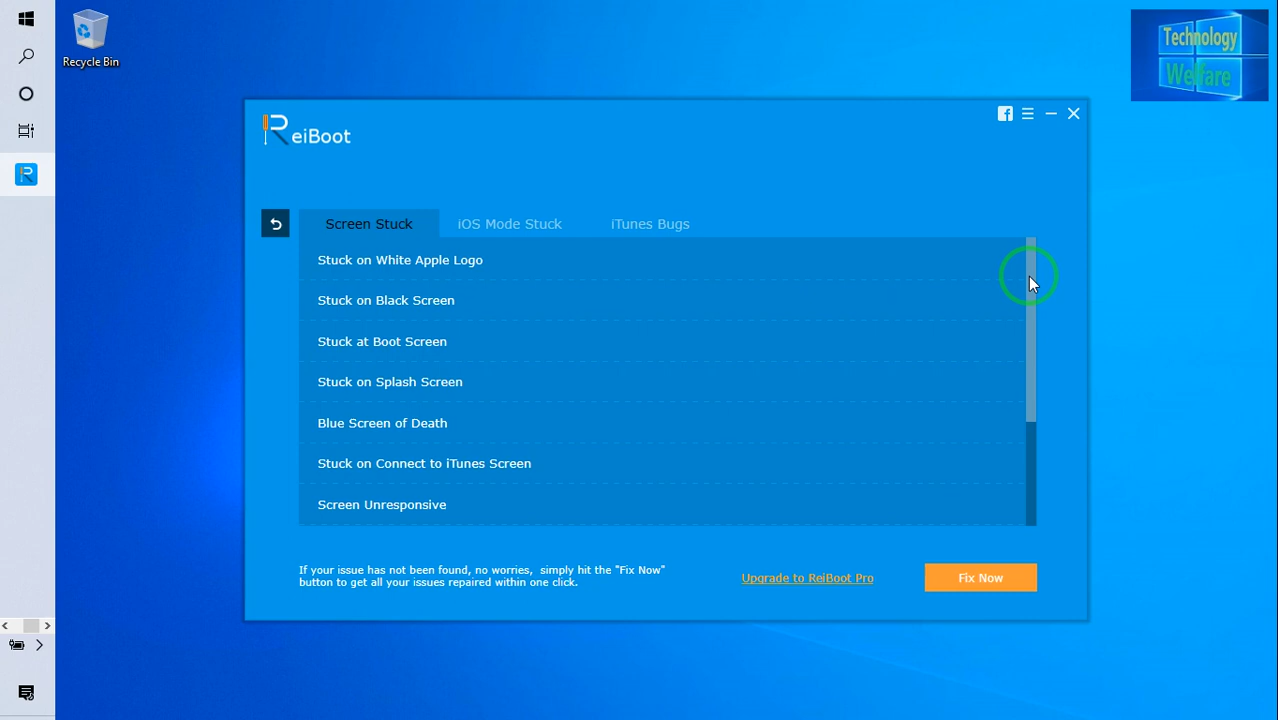 Recycle Bin
Technology
Welfare
ReiBoot
Screen Stuck
iOS Mode Stuck
iTunes Bugs
Stuck on White Apple Logo
Stuck on Black Screen
Stuck at Boot Screen
Stuck on Splash Screen
Blue Screen of Death
Stuck on Connect to iTunes Screen
Screen Unresponsive
If your issue has not been found, no worries, simply hit the "Fix Now"
button to get all your issues repaired within one click.
Upgrade to ReiBoot Pro
Fix Now